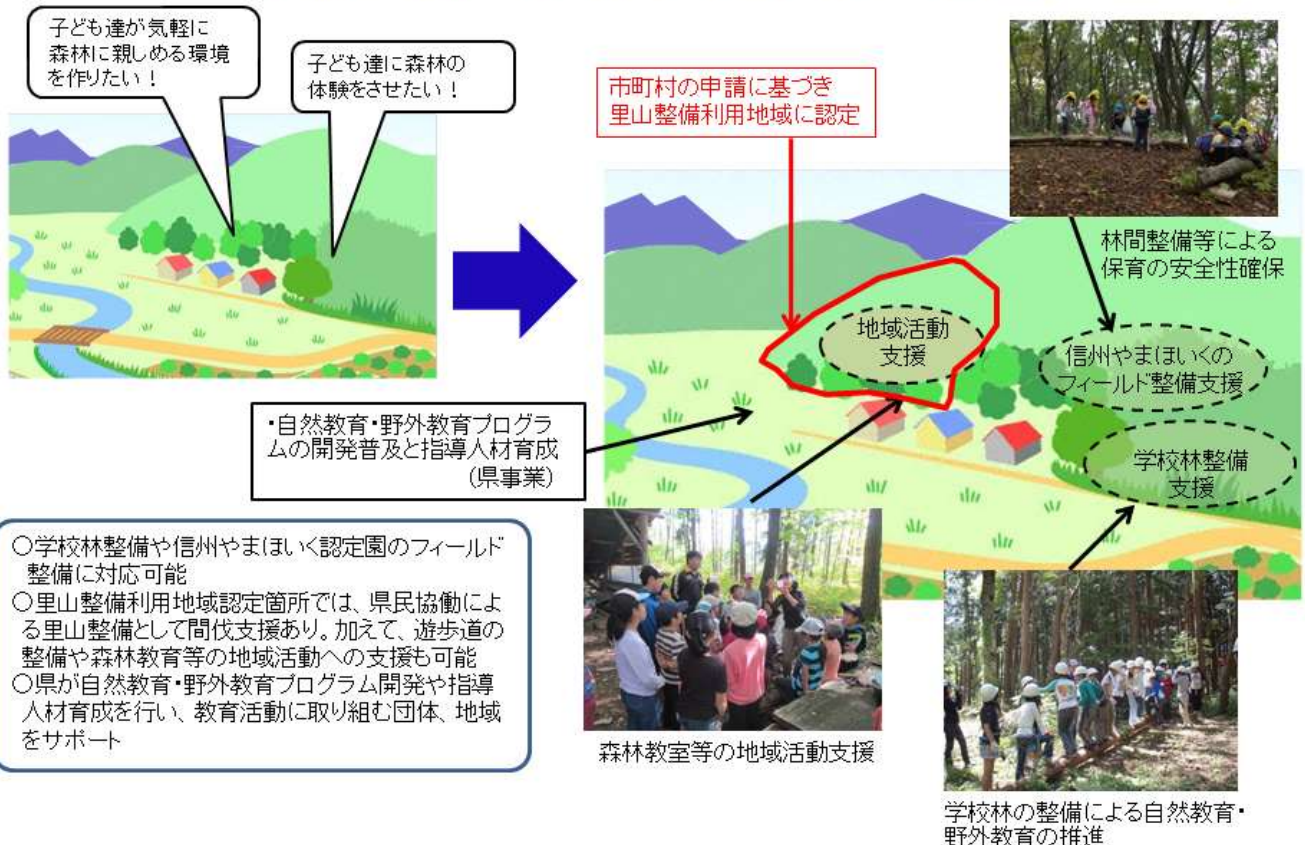 子ども達が気軽に
森林に親しめる環境
を作りたい！
子ども達に森林の
体験をさせたい！
市町村の申請に基づき
里山整備利用地域に認定
林間整備等による
保育の安全性確保
地域活動
支援
信州やまほいくの
フィールド整備支援
学校林整備
支援
・自然教育・野外教育プログラ
ムの開発普及と指導人材育成
（県事業）
○学校林整備や信州やまほいく認定園のフィールド
整備に対応可能
○里山整備利用地域認定箇所では、県民協働によ
る里山整備として間伐支援あり。加えて、遊歩道の
整備や森林教育等の地域活動への支援も可能
○県が自然教育・野外教育プログラム開発や指導
人材育成を行い、教育活動に取り組む団体、地域
をサポート
森林教室等の地域活動支援
学校林の整備による自然教育・
野外教育の推進